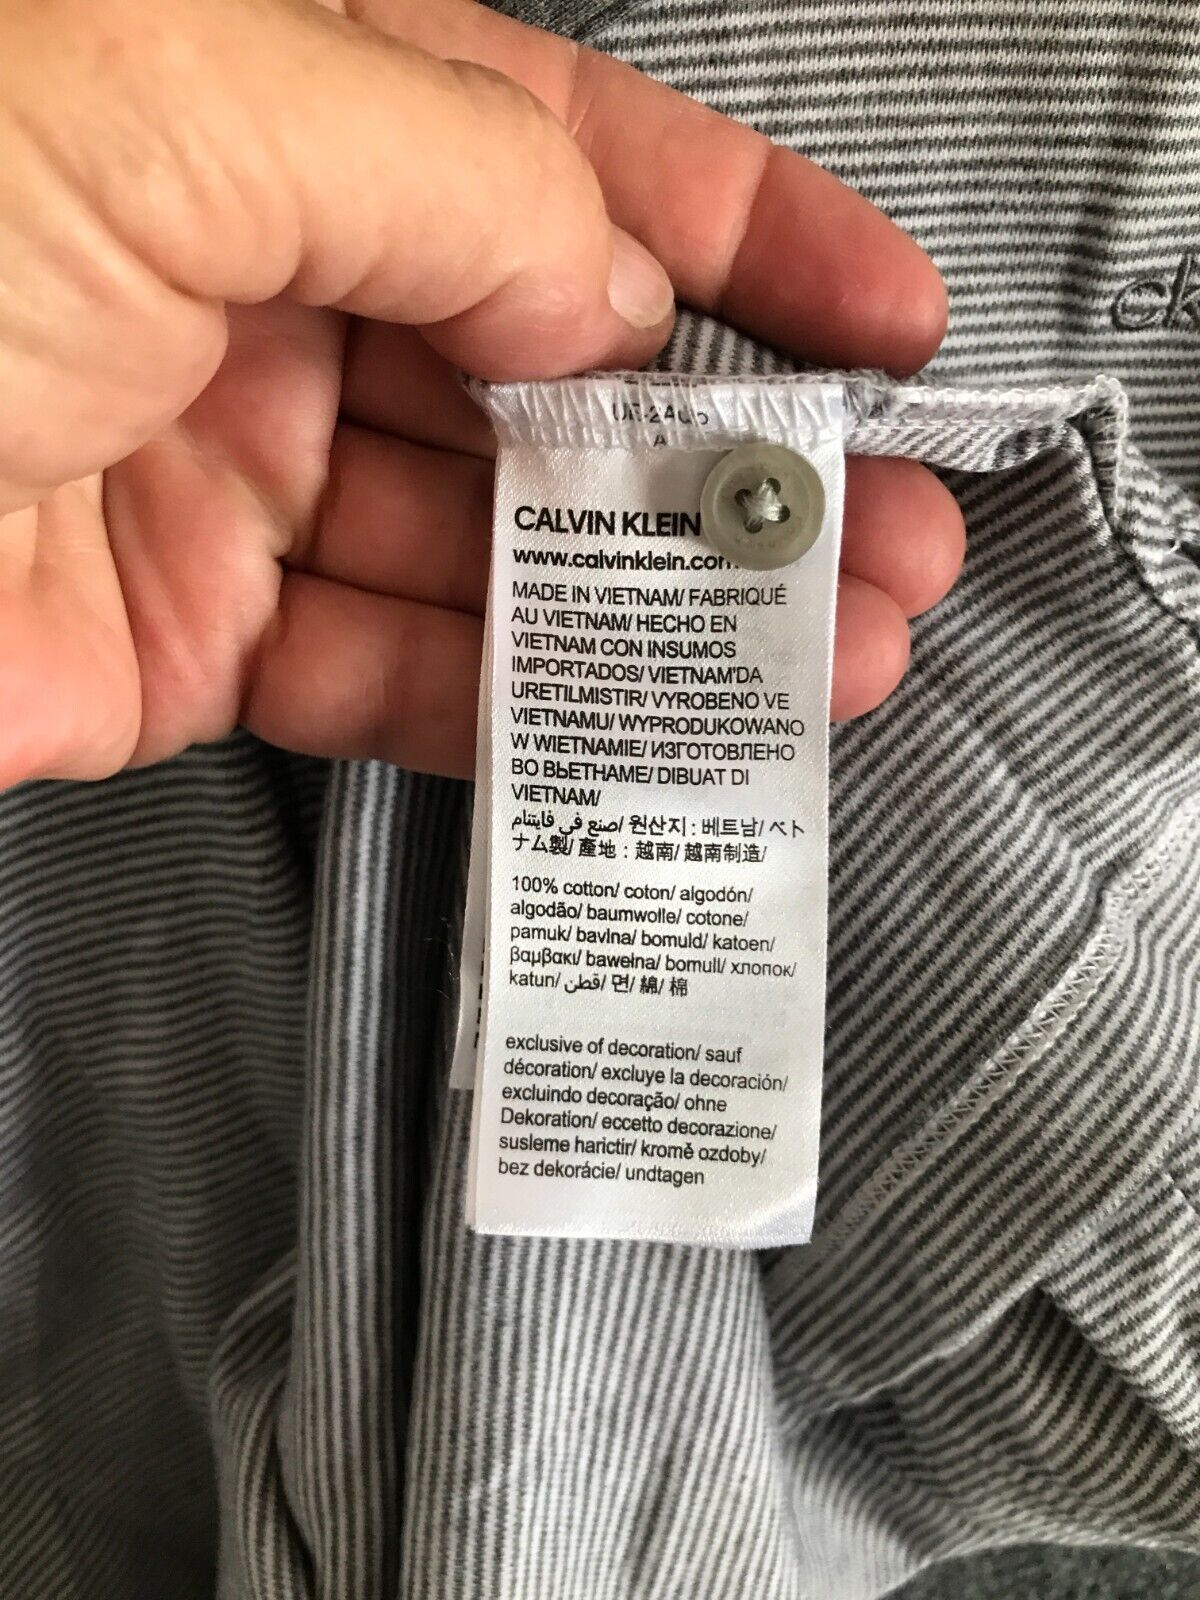 A
CALVIN KLEIN
www.calvinklein.com
MADE IN VIETNAM/ FABRIQUÉ
AU VIETNAM/ HECHO EN
VIETNAM CON INSUMOS
IMPORTADOS/ VIETNAM'DA
URETILMISTIR/ VYROBENO VE
VIETNAMU/ WYPRODUKOWANO
W WIETNAMIE/ ИЗГОТОВЛЕНО
ВО ВЬЕТНАМЕ/ DIBUAT DI
VIETNAM/
صنع في فايتنام/ 원산지 : 베트남/ ベト
ナム製/ 產地 : 越南/ 越南制造/
100% cotton/ coton/ algodón/
algodão/ baumwolle/ cotone/
pamuk/ bavlna/ bomuld/ katoen/
βαμβακι/ bawełna/ bomull/ хлопок/
katun/ قطن/ 면/ 綿/ 棉
exclusive of decoration/ sauf
décoration/ excluye la decoración/
excluindo decoração/ ohne
Dekoration/ eccetto decorazione/
susleme harictir/ kromě ozdoby/
bez dekorácie/ undtagen
ck